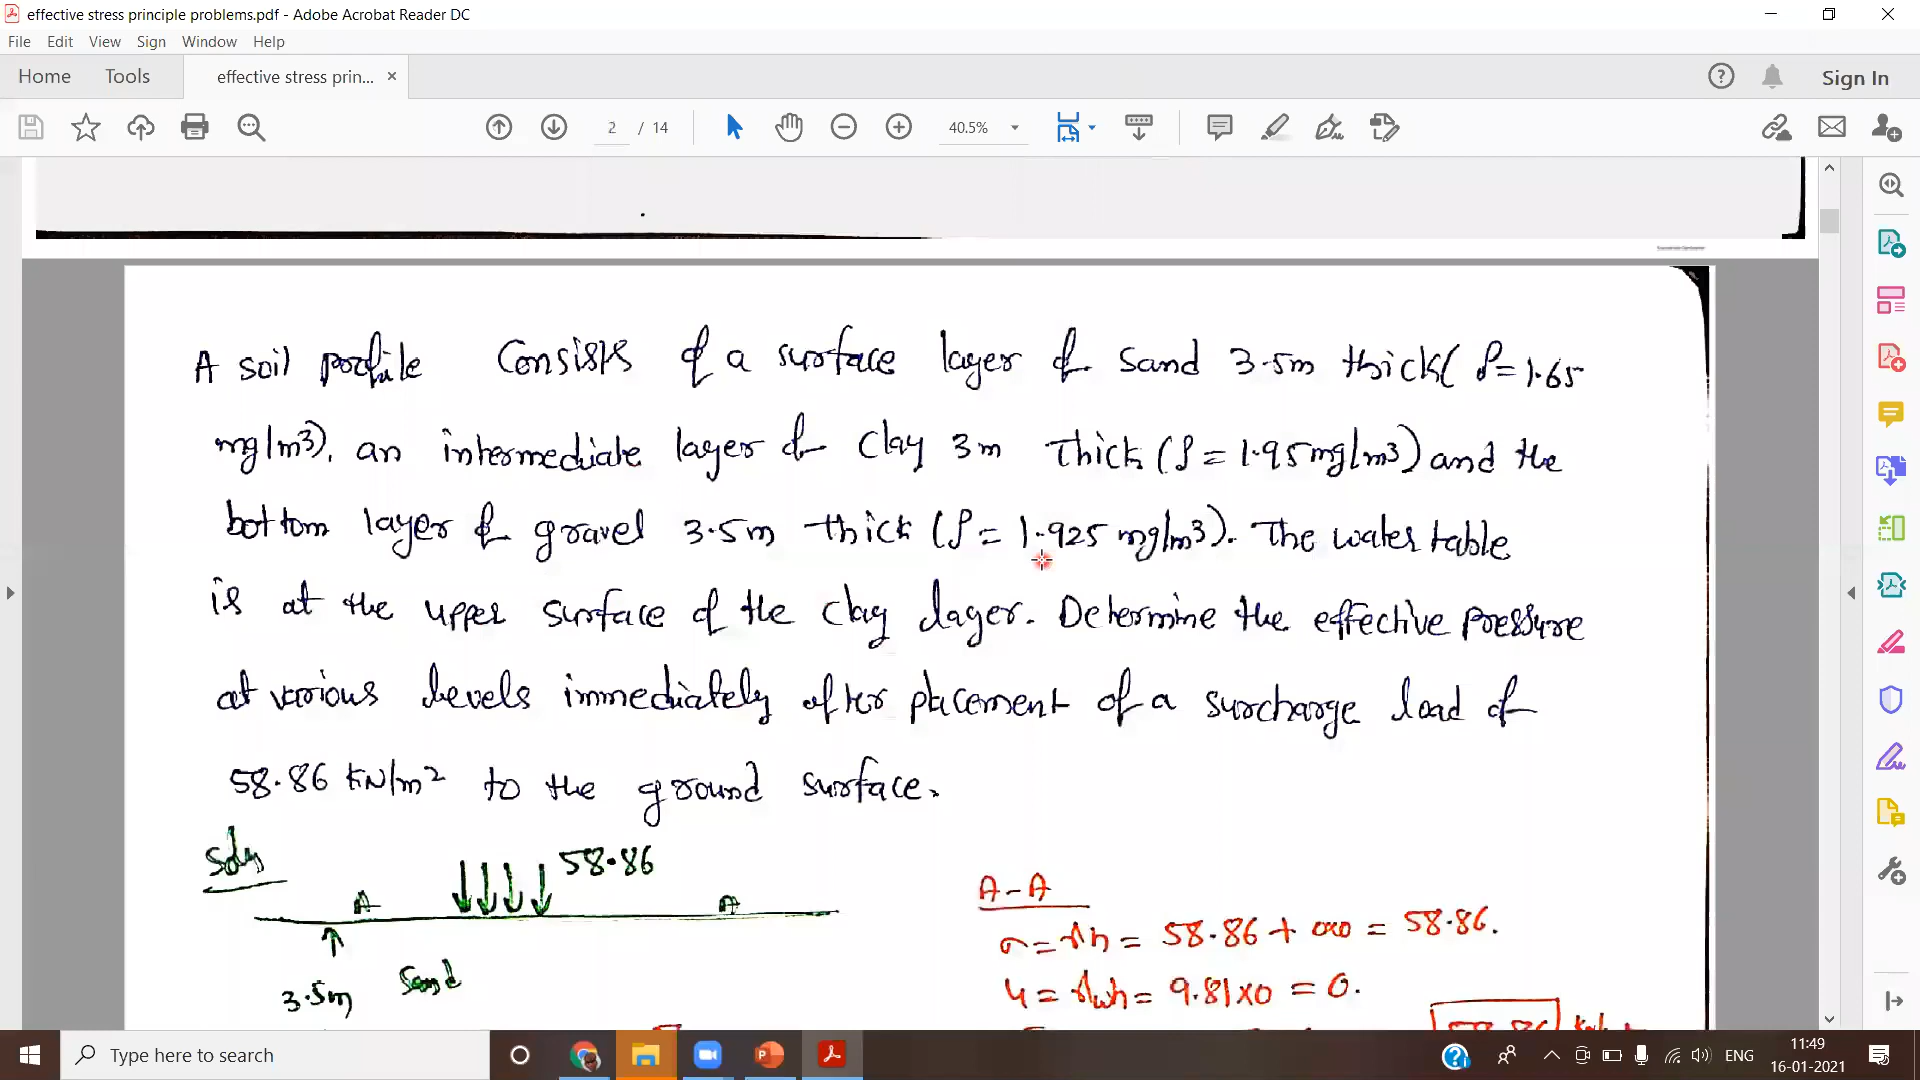 effective stress principle problems.pdf - Adobe Acrobat Reader DC
File Edit View Sign Window Help
Home Tools effective stress prin... × Sign In
2 / 14 40.5%
A soil profile Consists of a surface layer of Sand 3.5m thick (ρ = 1.65
mg/m3), an intermediate layer of Clay 3m Thick (ρ = 1.95 mg/m3) and the
bottom layer of gravel 3.5m thick (ρ = 1.925 mg/m3). The water table
is at the upper surface of the Clay layer. Determine the effective pressure
at various levels immediately after placement of a surcharge load of
58.86 KN/m2 to the ground surface.
Soln
58.86
A A
3.5m Sand
A-A
σ = γh = 58.86 + 0x0 = 58.86.
u = γwh = 9.81x0 = 0.
58.86
Type here to search
ENG
11:49
16-01-2021